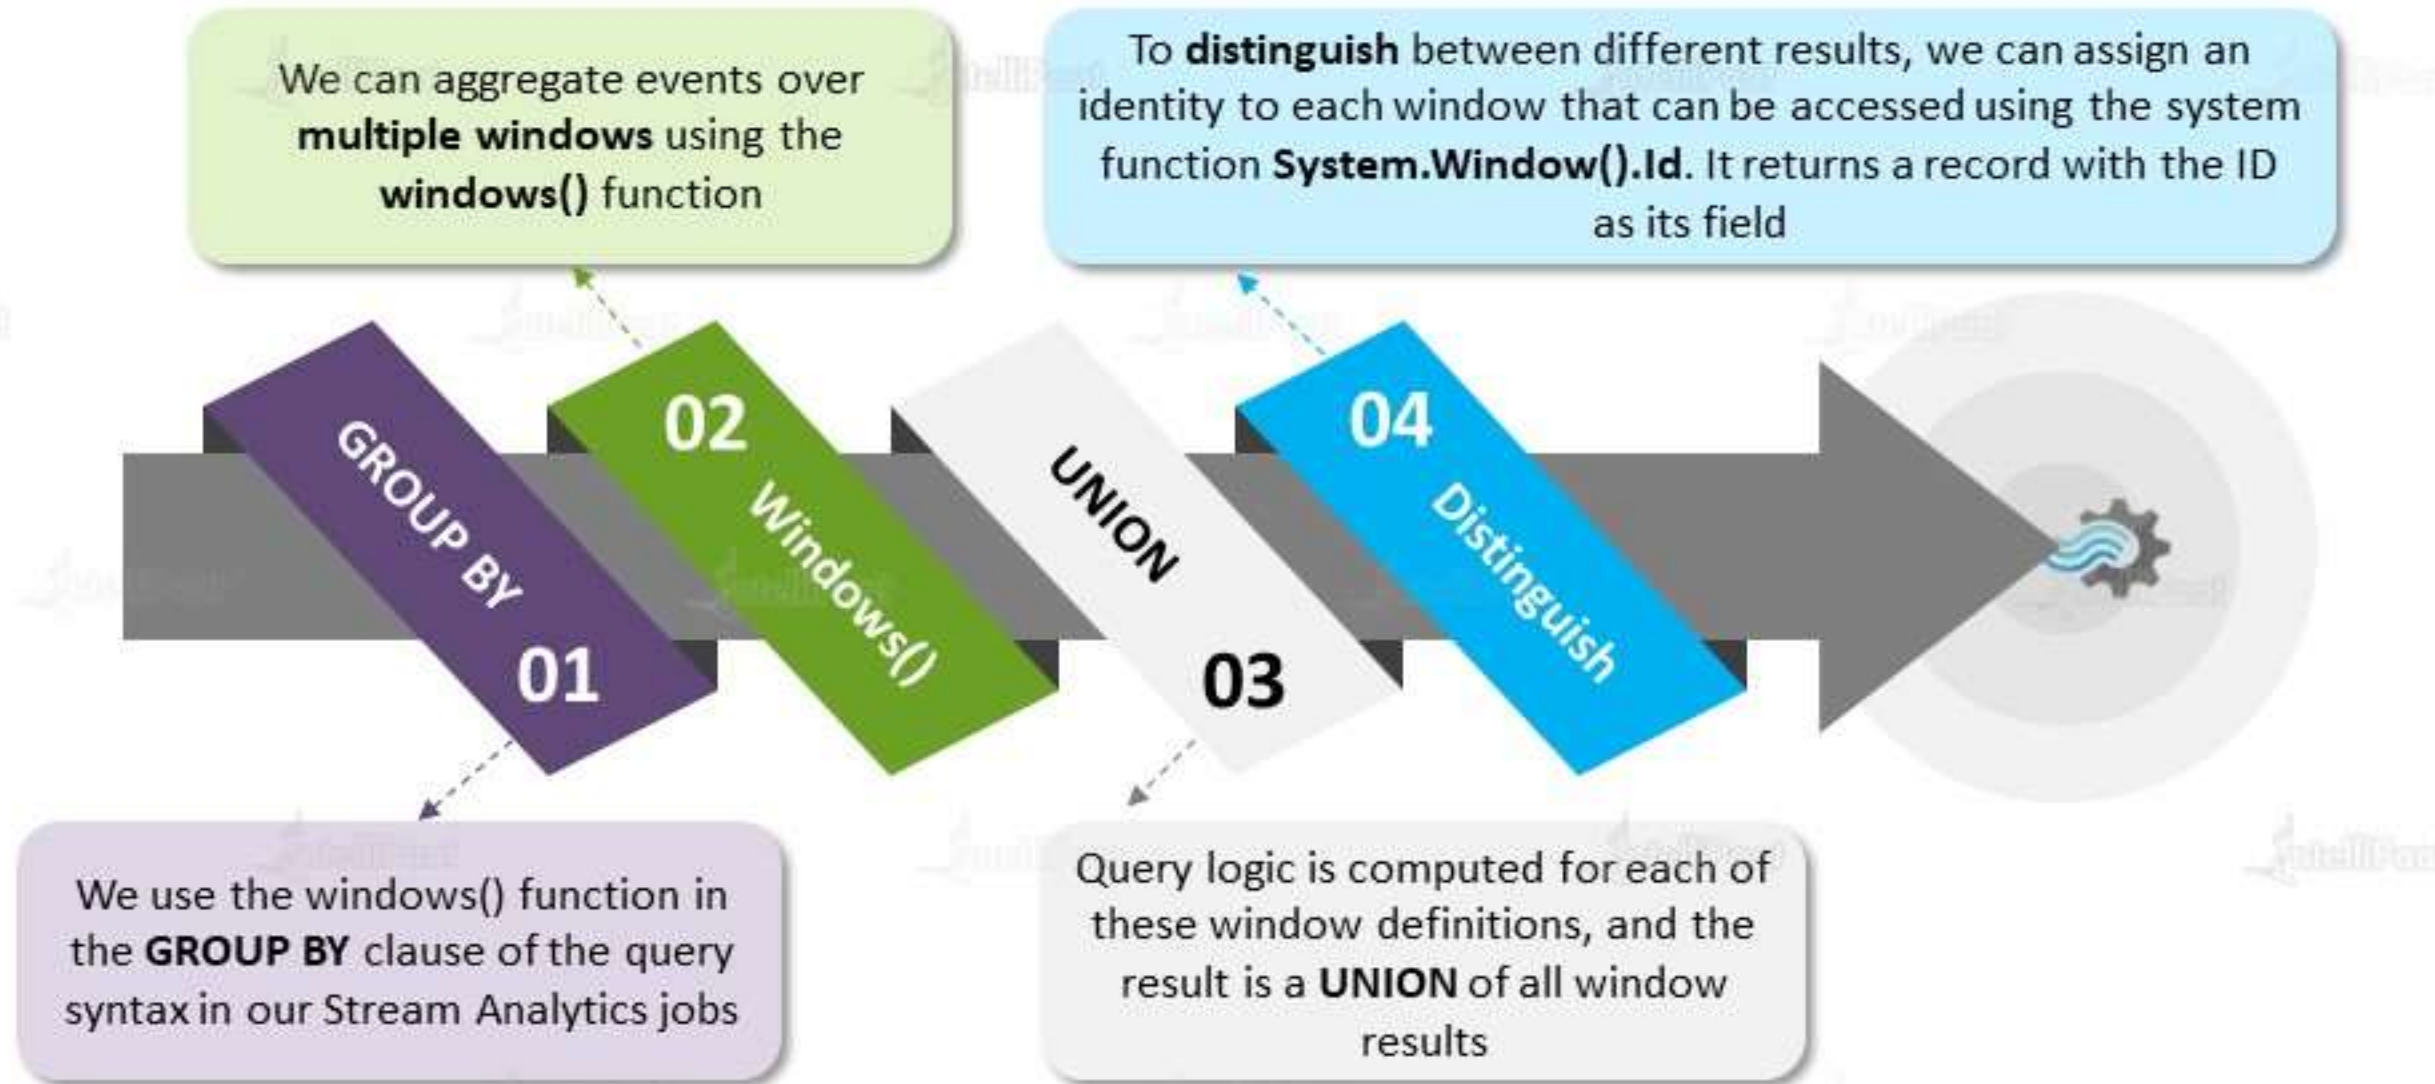 We can aggregate events over
multiple windows using the
windows() function
To distinguish between different results, we can assign an
identity to each window that can be accessed using the system
function System.Window().Id. It returns a record with the ID
as its field
GROUP BY
01
02
Windows()
UNION
03
04
Distinguish
We use the windows() function in
the GROUP BY clause of the query
syntax in our Stream Analytics jobs
Query logic is computed for each of
these window definitions, and the
result is a UNION of all window
results